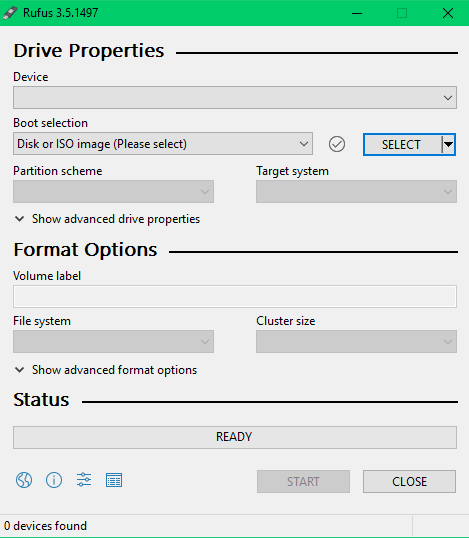 Rufus 3.5.1497
Drive Properties
Device
Boot selection
Disk or ISO image (Please select)
SELECT
Partition scheme
Target system
Show advanced drive properties
Format Options
Volume label
File system
Cluster size
Show advanced format options
Status
READY
START
CLOSE
0 devices found